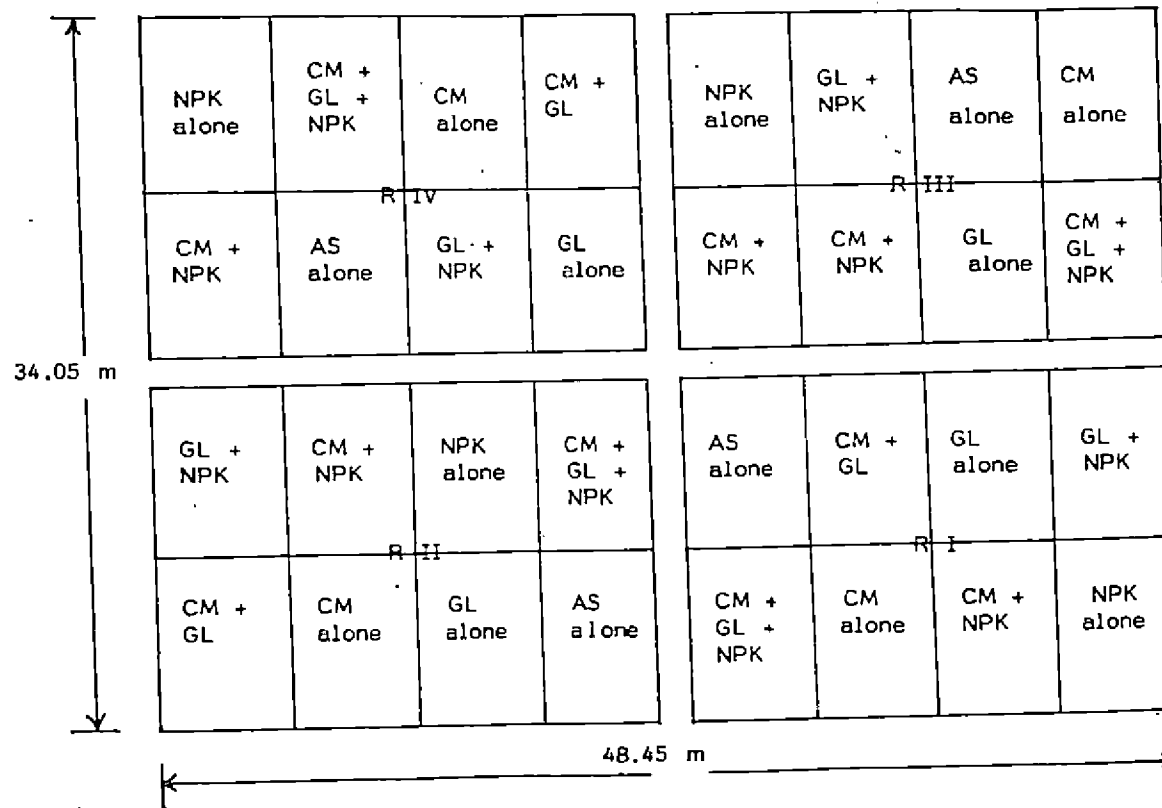 NPK
alone
CM +
GL +
NPK
CM
alone
CM +
GL
R IV
CM +
NPK
AS
alone
GL +
NPK
GL
alone
NPK
alone
GL +
NPK
AS
alone
CM
alone
R III
CM +
NPK
CM +
NPK
GL
alone
CM +
GL +
NPK
34.05 m
GL +
NPK
CM +
NPK
NPK
alone
CM +
GL +
NPK
R II
CM +
GL
CM
alone
GL
alone
AS
alone
AS
alone
CM +
GL
GL
alone
GL +
NPK
R I
CM +
GL +
NPK
CM
alone
CM +
NPK
NPK
alone
48.45 m